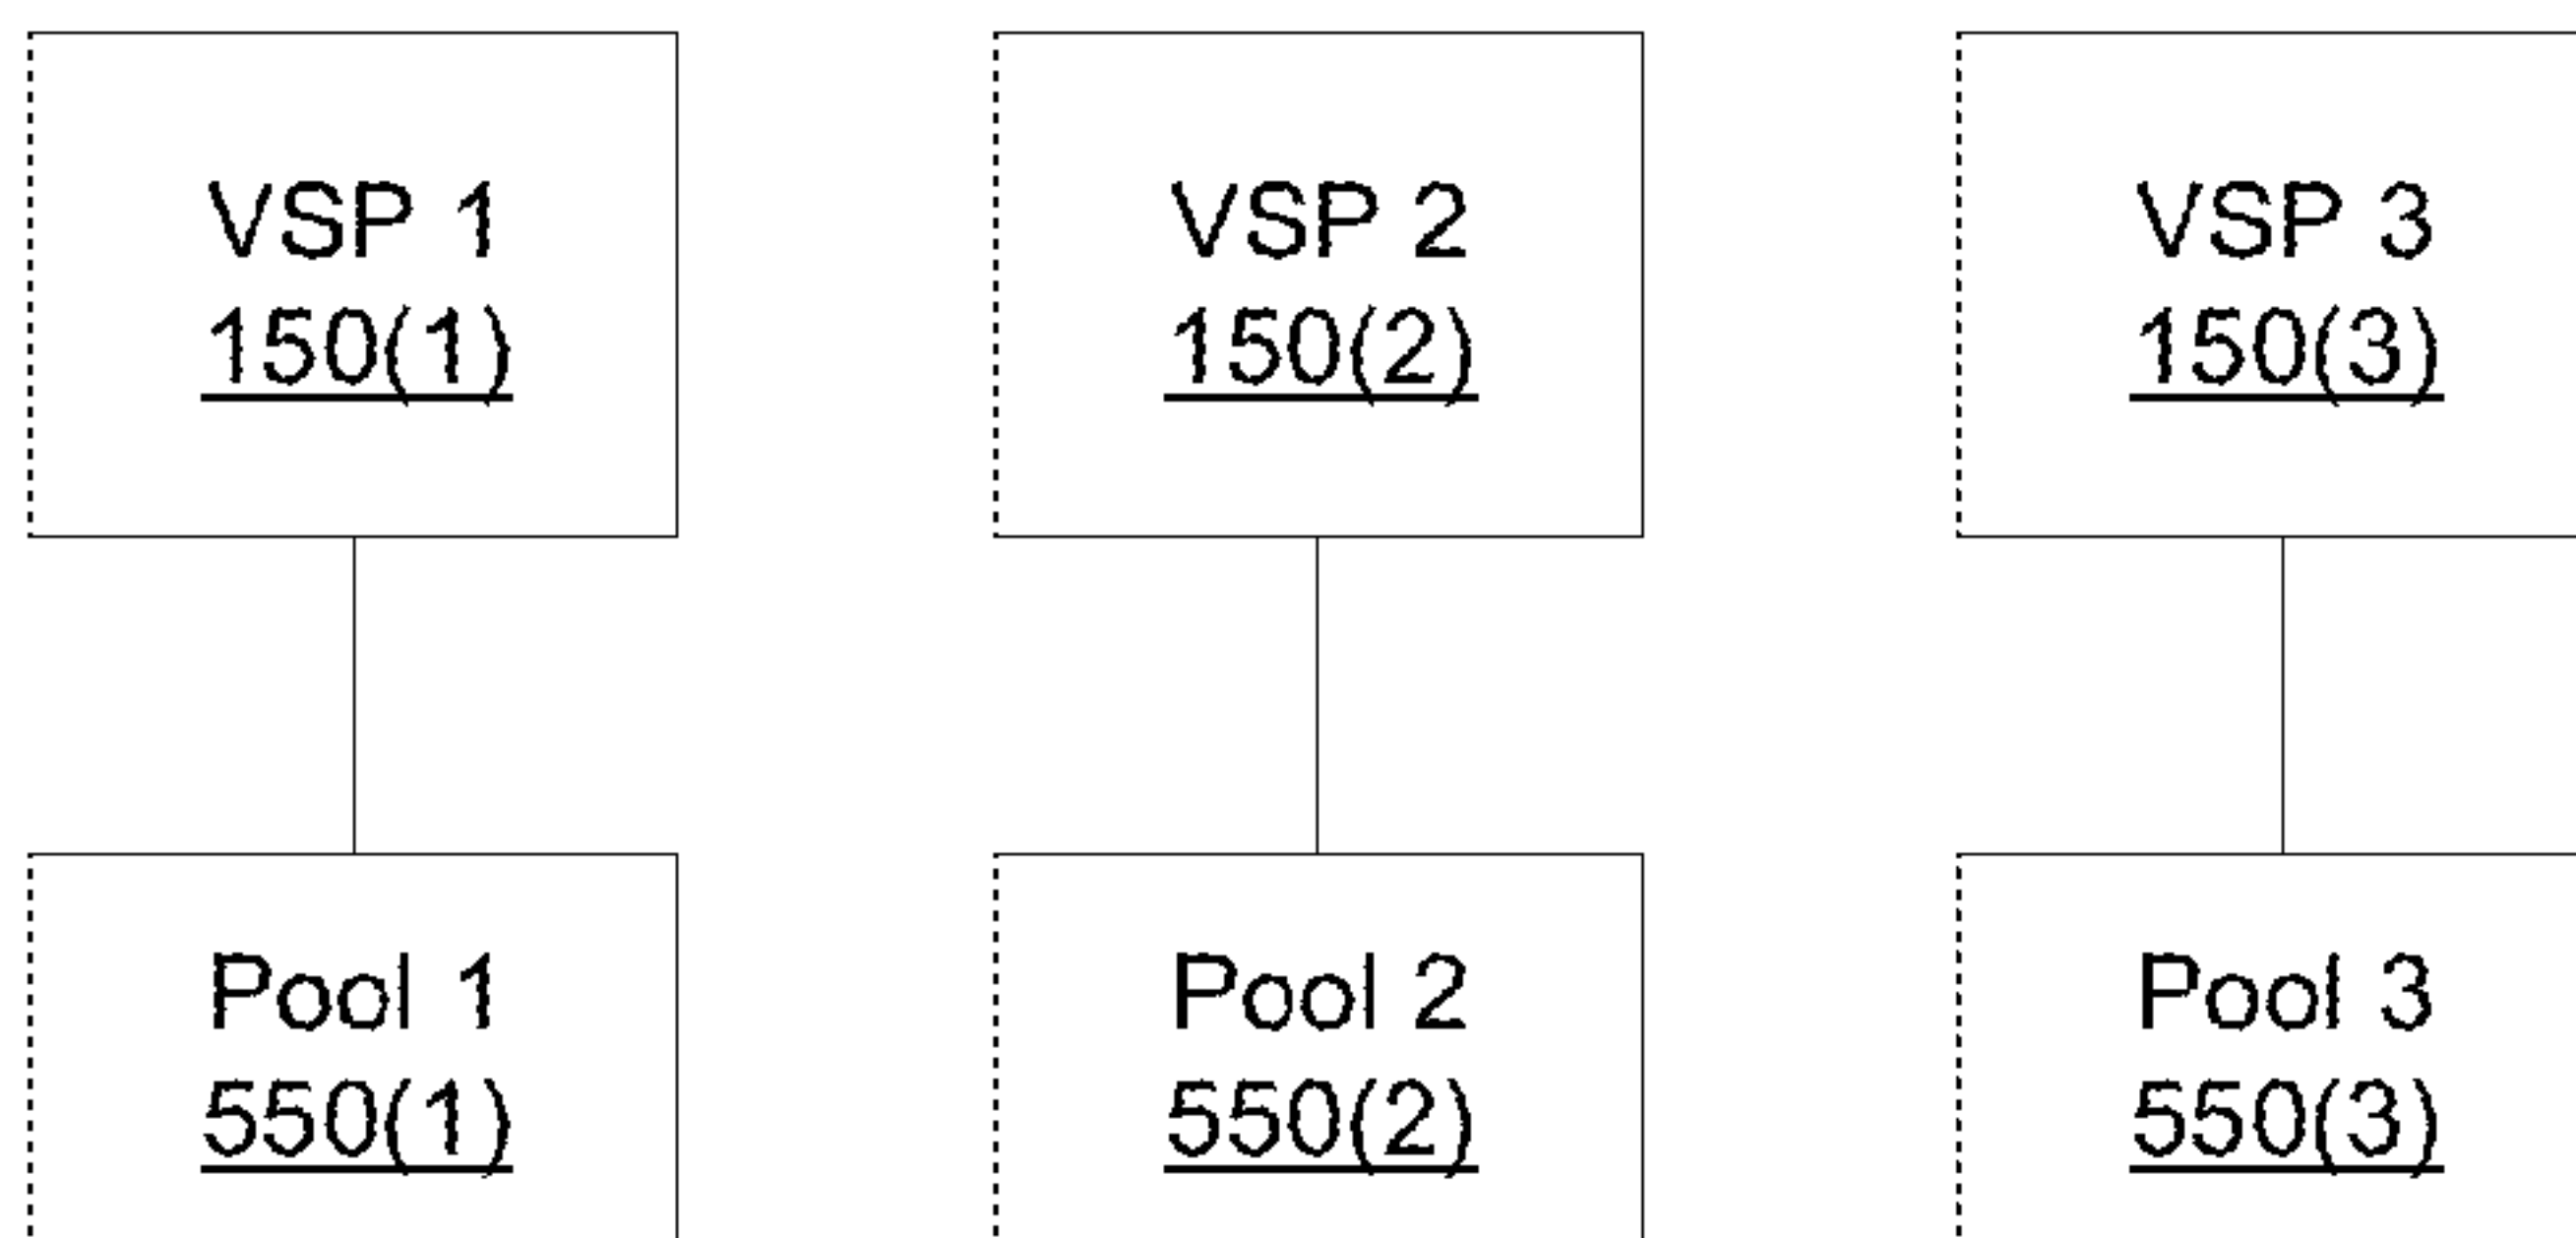 VSP 1
150(1)
VSP 2
150(2)
VSP 3
150(3)
Pool 1
550(1)
Pool 2
550(2)
Pool 3
550(3)